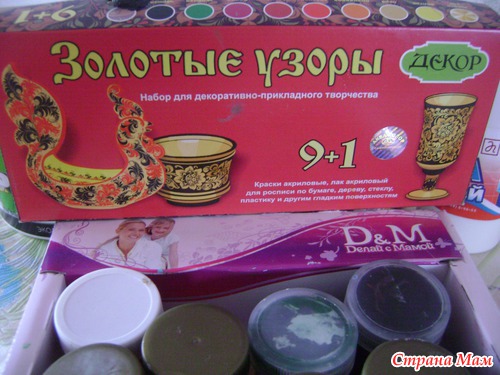 9+1
Золотые узоры
ДЕКОР
Набор для декоративно-прикладного творчества
9+1
Краски акриловые, лак акриловый
для росписи по бумаге, дереву, стеклу,
пластику и другим гладким поверхностям
D&M
Делай с Мамой
Страна Мам